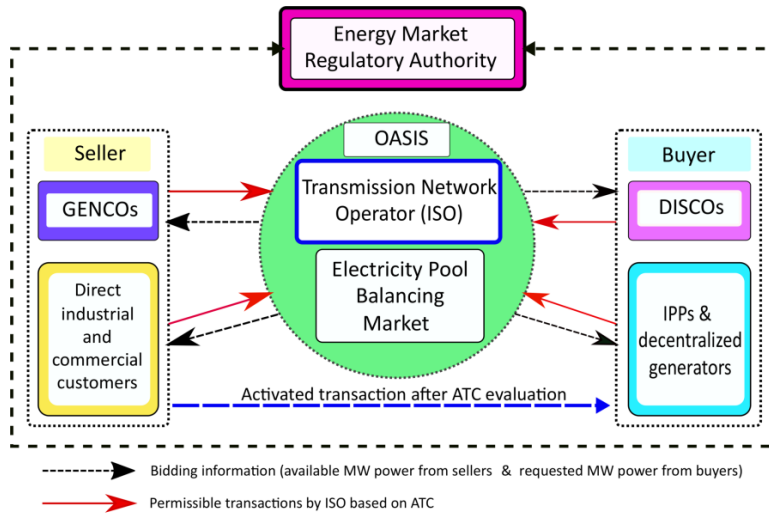 Energy Market
Regulatory Authority
OASIS
Seller
Transmission Network
Operator (ISO)
Buyer
GENCOs
DISCOs
Electricity Pool
Balancing
Market
Direct
industrial
and
commercial
customers
IPPs &
decentralized
generators
Activated transaction after ATC evaluation
Bidding information (available MW power from sellers & requested MW power from buyers)
Permissible transactions by ISO based on ATC